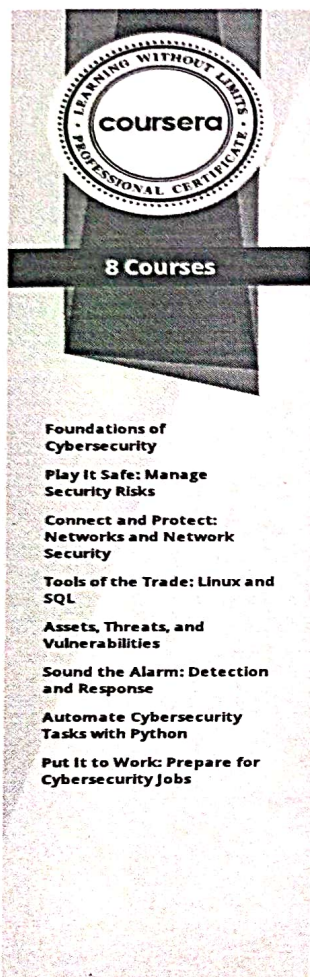 LEARNING WITHOUT LIMITS
coursera
PROFESSIONAL CERTIFICATE
8 Courses
Foundations of
Cybersecurity
Play It Safe: Manage
Security Risks
Connect and Protect:
Networks and Network
Security
Tools of the Trade: Linux and
SQL
Assets, Threats, and
Vulnerabilities
Sound the Alarm: Detection
and Response
Automate Cybersecurity
Tasks with Python
Put It to Work: Prepare for
Cybersecurity Jobs